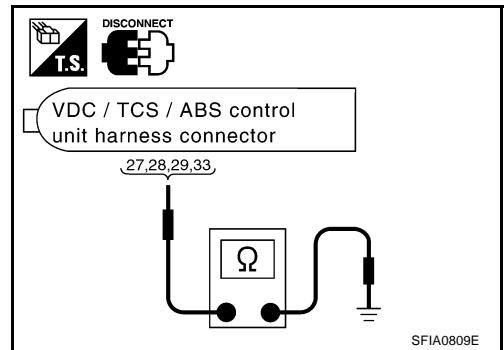 DISCONNECT
T.S.
VDC / TCS / ABS control
unit harness connector
27,28,29,33
Ω
SFIA0809E